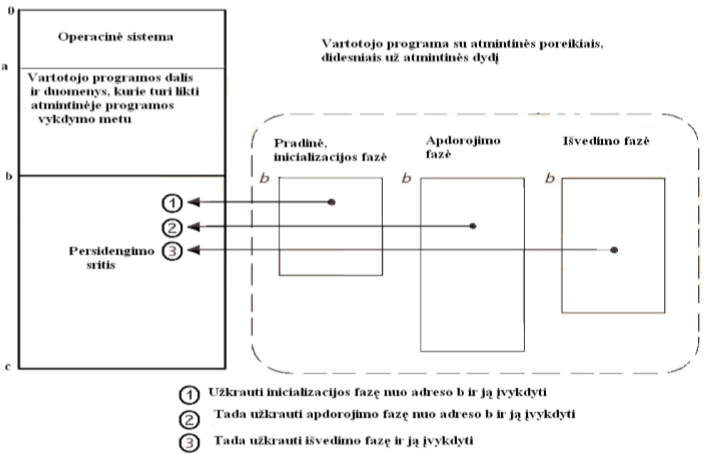 0
Operacinė sistema
Vartotojo programa su atmintinės poreikiais,
didesniais už atmintinės dydį
a
Vartotojo programos dalis
ir duomenys, kurie turi likti
atmintinėje programos
vykdymo metu
Pradinė,
inicializacijos fazė
Apdorojimo
fazė
Išvedimo fazė
b
b
b
b
1
2
3
Persidengimo
sritis
c
1 Užkrauti inicializacijos fazę nuo adreso b ir ją įvykdyti
2 Tada užkrauti apdorojimo fazę nuo adreso b ir ją įvykdyti
3 Tada užkrauti išvedimo fazę ir ją įvykdyti